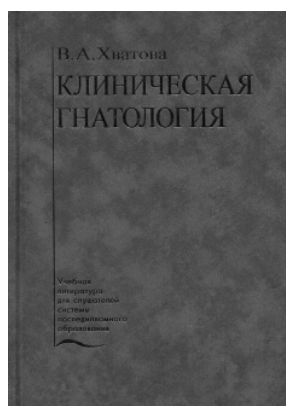 В.А.Хватова
КЛИНИЧЕСКАЯ
ГНАТОЛОГИЯ
Учебная
литература
для слушателей
системы
последипломного
образования